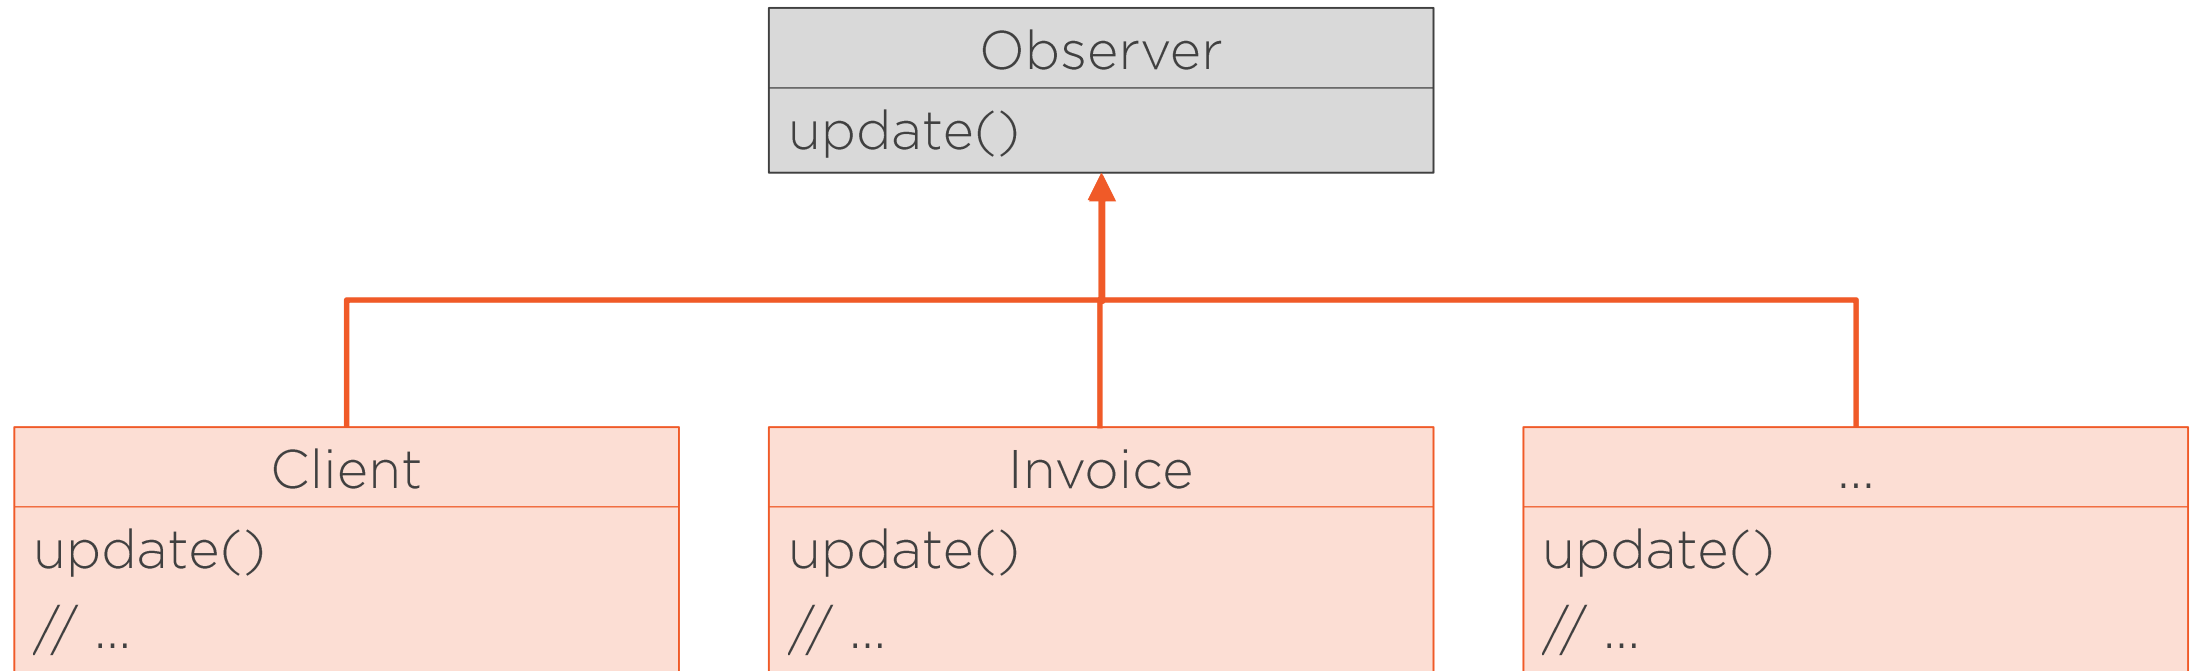 Observer
update()
Client
update()
// ...
Invoice
update()
// ...
...
update()
// ...